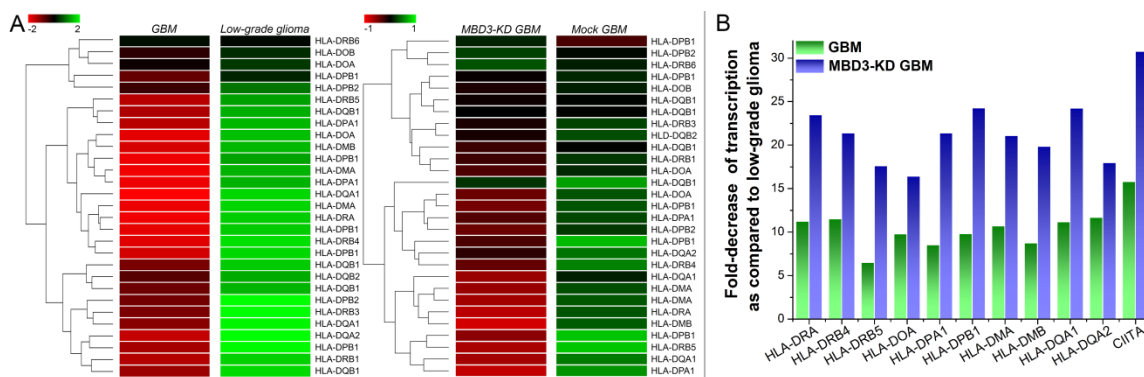 A
-2 2
GBM
Low-grade glioma
HLA-DRB6
HLA-DOB
HLA-DOA
HLA-DPB1
HLA-DPB2
HLA-DRB5
HLA-DQB1
HLA-DPA1
HLA-DOA
HLA-DMB
HLA-DPB1
HLA-DMA
HLA-DPA1
HLA-DQA1
HLA-DMA
HLA-DRA
HLA-DPB1
HLA-DRB4
HLA-DPB1
HLA-DQB1
HLA-DQB2
HLA-DQB1
HLA-DPB2
HLA-DRB3
HLA-DQA1
HLA-DQA2
HLA-DPB1
HLA-DRB1
HLA-DQB1
-1 1
MBD3-KD GBM
Mock GBM
HLA-DPB1
HLA-DPB2
HLA-DRB6
HLA-DPB1
HLA-DOB
HLA-DQB1
HLA-DQB1
HLA-DRB3
HLD-DQB2
HLA-DQB1
HLA-DRB1
HLA-DOA
HLA-DQB1
HLA-DOA
HLA-DPB1
HLA-DPA1
HLA-DPB2
HLA-DPB1
HLA-DQA2
HLA-DRB4
HLA-DQA1
HLA-DMA
HLA-DMA
HLA-DRA
HLA-DMB
HLA-DPB1
HLA-DRB5
HLA-DQA1
HLA-DPA1
B
GBM
MBD3-KD GBM
Fold-decrease of transcription
as compared to low-grade glioma
30
25
20
15
10
5
0
HLA-DRA
HLA-DRB4
HLA-DRB5
HLA-DOA
HLA-DPA1
HLA-DPB1
HLA-DMA
HLA-DMB
HLA-DQA1
HLA-DQA2
CIITA